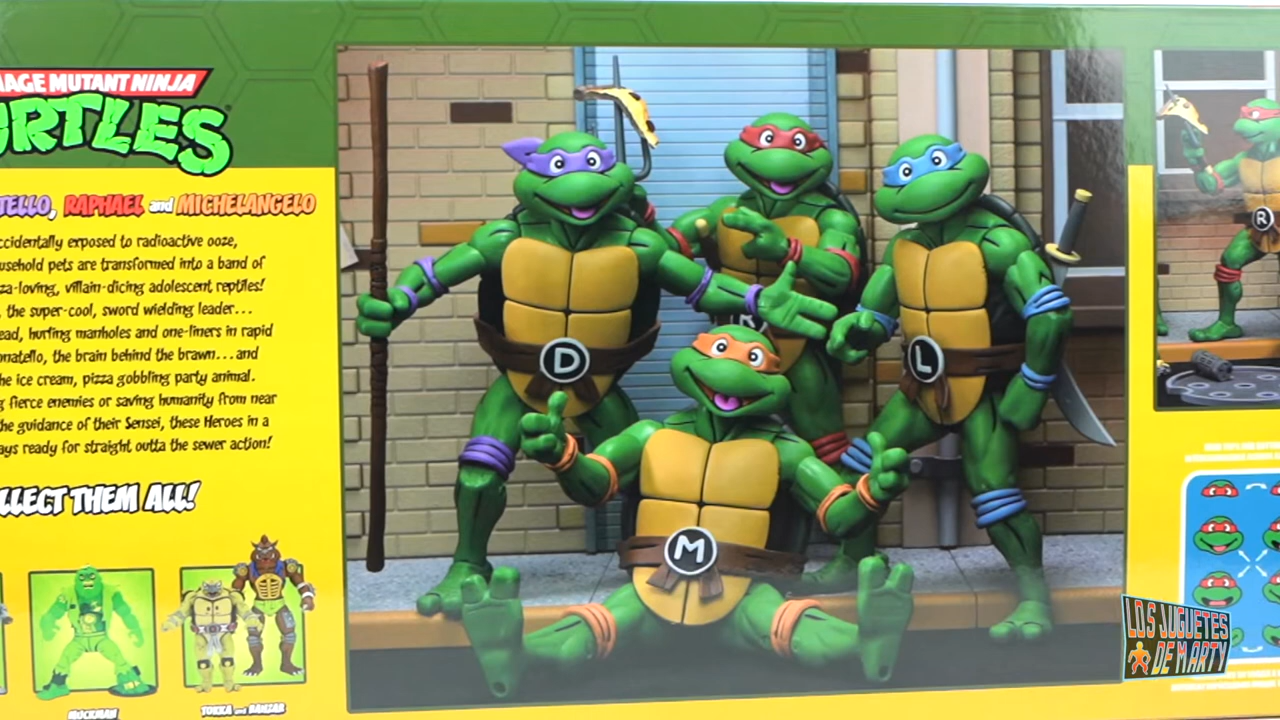 AGE MUTANT NINJA
RTLES
TELLO, RAPHAEL and MICHELANGELO
ccidentally exposed to radioactive ooze,
usehold pets are transformed into a band of
za-loving, villain-dicing adolescent reptiles!
, the super-cool, sword wielding leader...
ead, hurling manholes and one-liners in rapid
onatello, the brain behind the brawn...and
he ice cream, pizza gobbling party animal.
g fierce enemies or saving humanity from near
the guidance of their Sensei, these Heroes in a
ays ready for straight outta the sewer action!
LLECT THEM ALL!
MUCKMAN
TOKKA and RAHZAR
D
R
L
M
R
LOS JUGUETES
DE MARTY